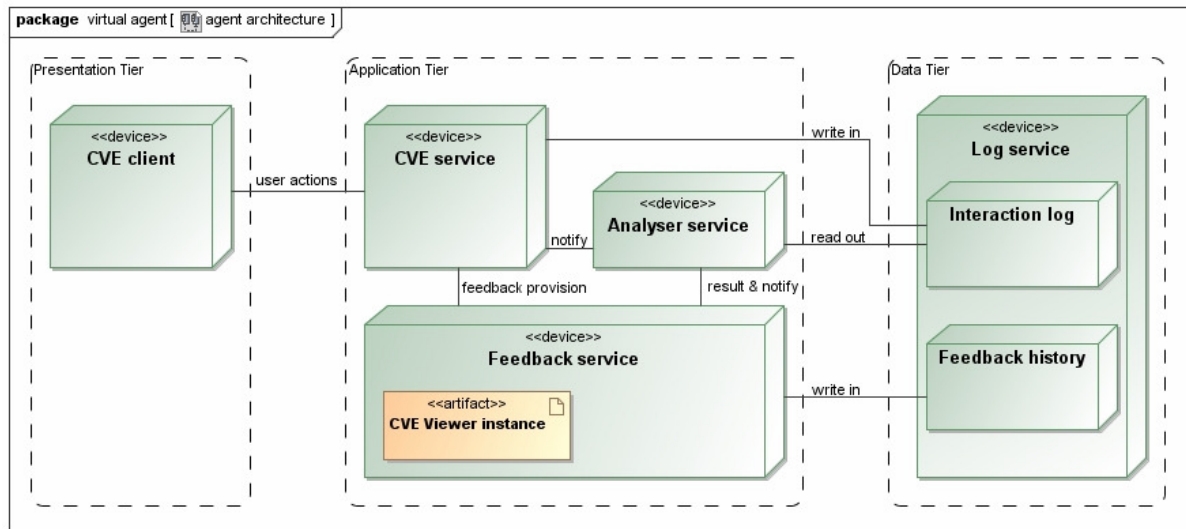 package virtual agent [ agent architecture ]
Presentation Tier
<<device>>
CVE client
user actions
Application Tier
<<device>>
CVE service
<<device>>
Analyser service
notify
feedback provision
result & notify
<<device>>
Feedback service
<<artifact>>
CVE Viewer instance
write in
read out
write in
Data Tier
<<device>>
Log service
Interaction log
Feedback history